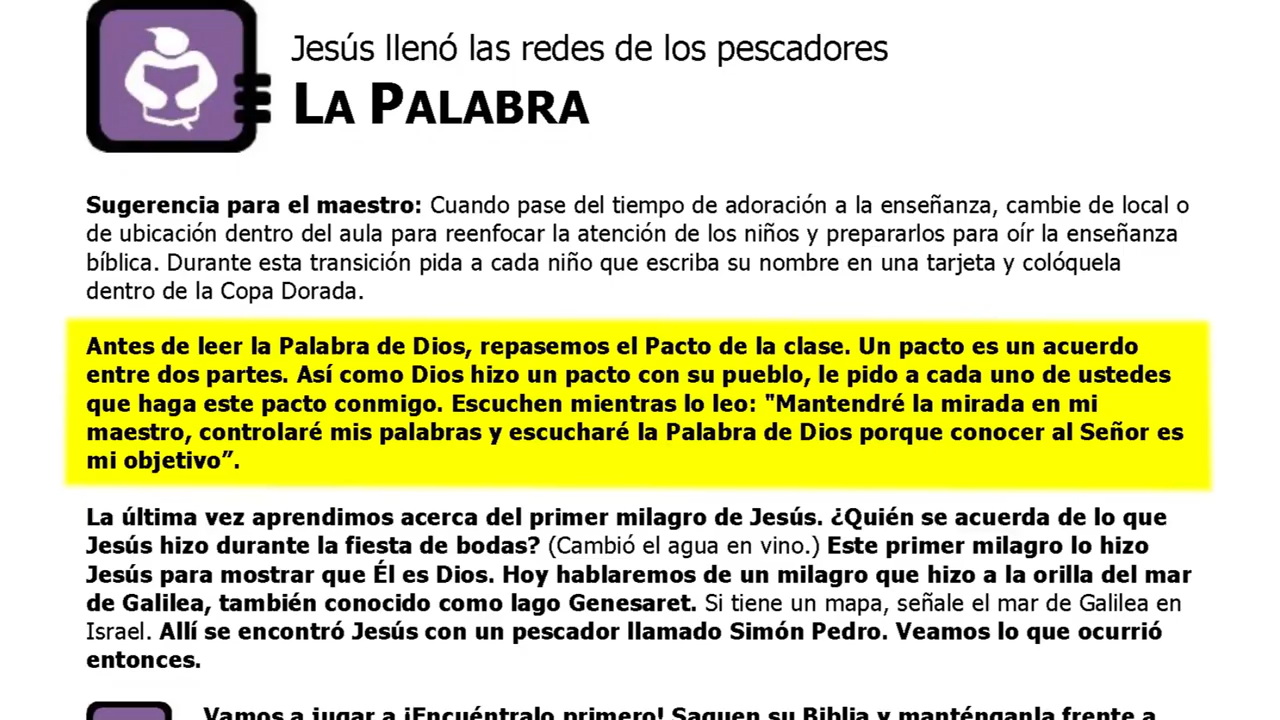 Jesús llenó las redes de los pescadores
LA PALABRA
Sugerencia para el maestro: Cuando pase del tiempo de adoración a la enseñanza, cambie de local o
de ubicación dentro del aula para reenfocar la atención de los niños y prepararlos para oír la enseñanza
bíblica. Durante esta transición pida a cada niño que escriba su nombre en una tarjeta y colóquela
dentro de la Copa Dorada.
Antes de leer la Palabra de Dios, repasemos el Pacto de la clase. Un pacto es un acuerdo
entre dos partes. Así como Dios hizo un pacto con su pueblo, le pido a cada uno de ustedes
que haga este pacto conmigo. Escuchen mientras lo leo: "Mantendré la mirada en mi
maestro, controlaré mis palabras y escucharé la Palabra de Dios porque conocer al Señor es
mi objetivo”.
La última vez aprendimos acerca del primer milagro de Jesús. ¿Quién se acuerda de lo que
Jesús hizo durante la fiesta de bodas? (Cambió el agua en vino.) Este primer milagro lo hizo
Jesús para mostrar que Él es Dios. Hoy hablaremos de un milagro que hizo a la orilla del mar
de Galilea, también conocido como lago Genesaret. Si tiene un mapa, señale el mar de Galilea en
Israel. Allí se encontró Jesús con un pescador llamado Simón Pedro. Veamos lo que ocurrió
entonces.
Vamos a jugar a ¡Encuéntralo primero! Saquen su Biblia y manténganla frente a